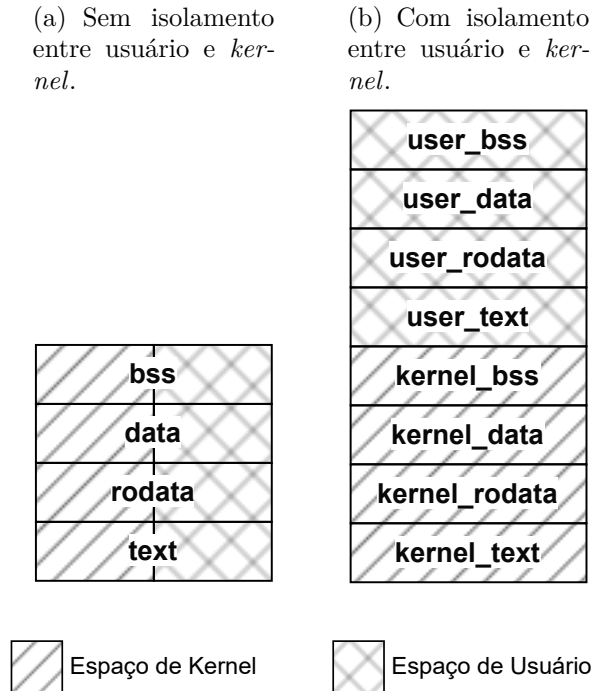 (a) Sem isolamento
entre usuário e ker-
nel.
(b) Com isolamento
entre usuário e ker-
nel.
bss
data
rodata
text
user_bss
user_data
user_rodata
user_text
kernel_bss
kernel_data
kernel_rodata
kernel_text
Espaço de Kernel
Espaço de Usuário